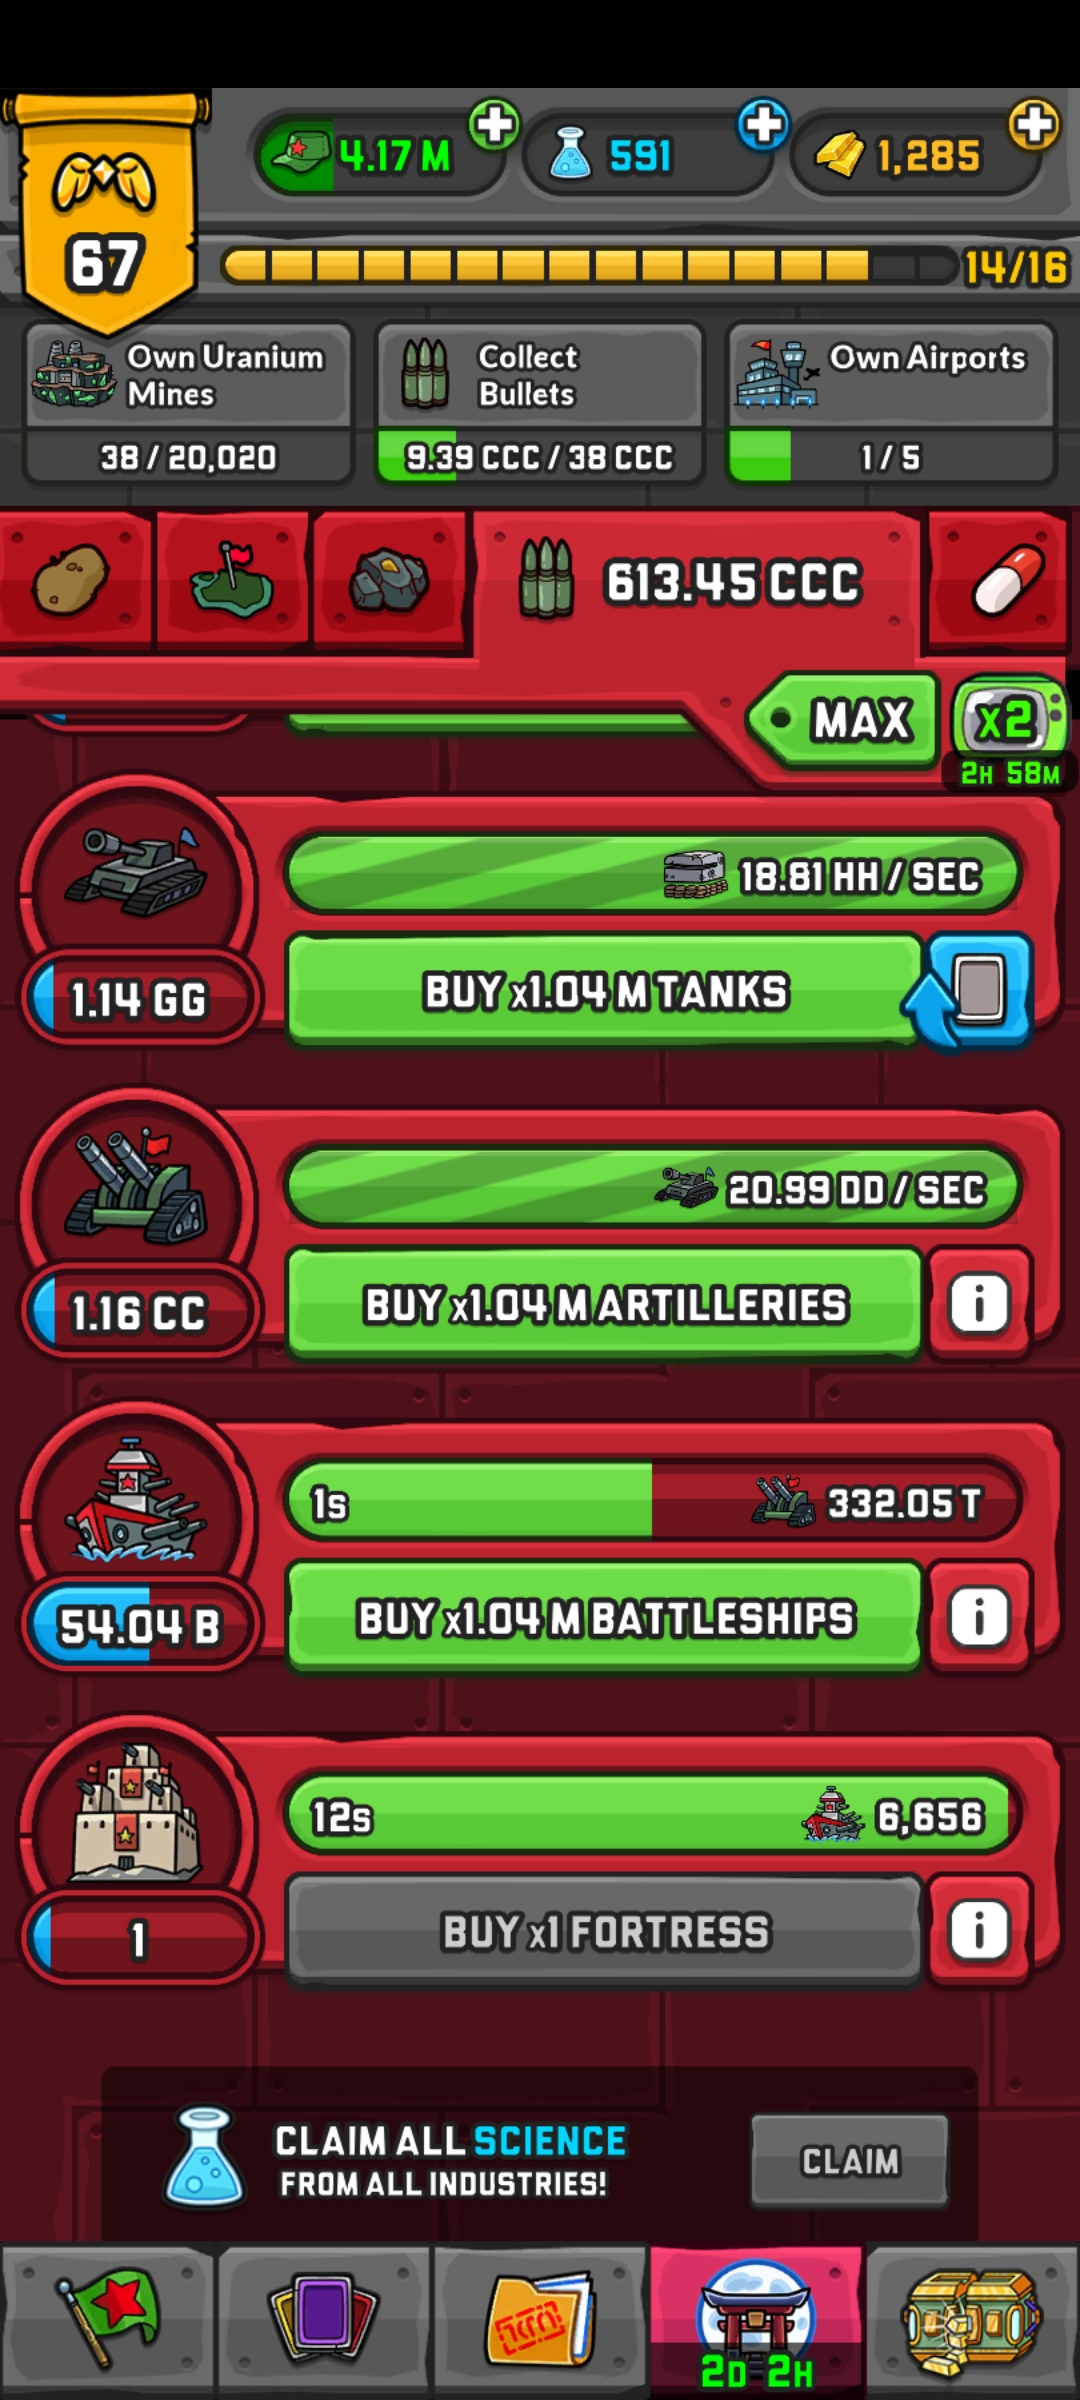 4.17 M
591
1,285
67
14/16
Own Uranium
Mines
38 / 20,020
Collect
Bullets
9.39 CCC / 38 CCC
Own Airports
1 / 5
613.45 CCC
MAX
x2
2H 58M
18.81 HH / SEC
1.14 GG
BUY x1.04 M TANKS
20.99 DD / SEC
1.16 CC
BUY x1.04 M ARTILLERIES
i
1s
332.05 T
54.04 B
BUY x1.04 M BATTLESHIPS
i
12s
6,656
1
BUY x1 FORTRESS
i
CLAIM ALL SCIENCE
FROM ALL INDUSTRIES!
CLAIM
2D 2H